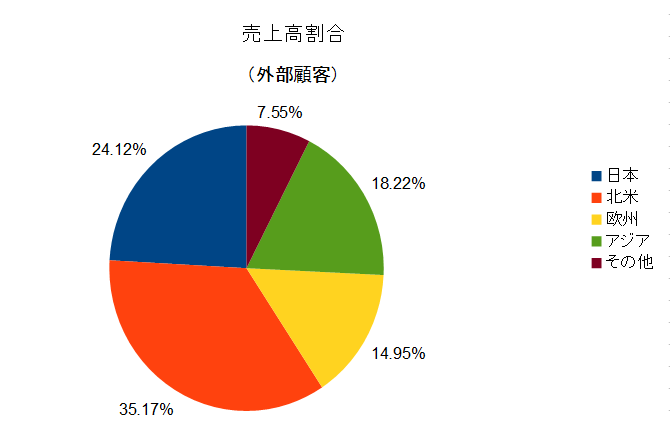 売上高割合
（外部顧客）
7.55%
24.12%
18.22%
14.95%
35.17%
日本
北米
欧州
アジア
その他